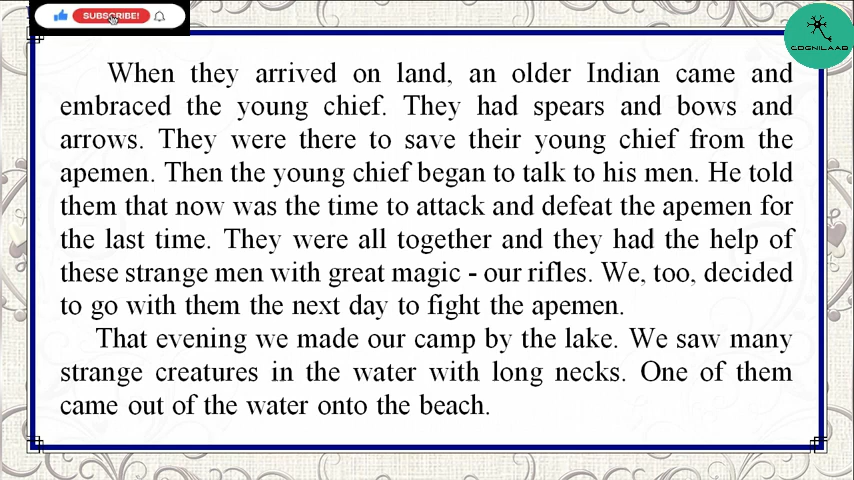 SUBSCRIBE!
COGNILAAB
When they arrived on land, an older Indian came and
embraced the young chief. They had spears and bows and
arrows. They were there to save their young chief from the
apemen. Then the young chief began to talk to his men. He told
them that now was the time to attack and defeat the apemen for
the last time. They were all together and they had the help of
these strange men with great magic - our rifles. We, too, decided
to go with them the next day to fight the apemen.
That evening we made our camp by the lake. We saw many
strange creatures in the water with long necks. One of them
came out of the water onto the beach.